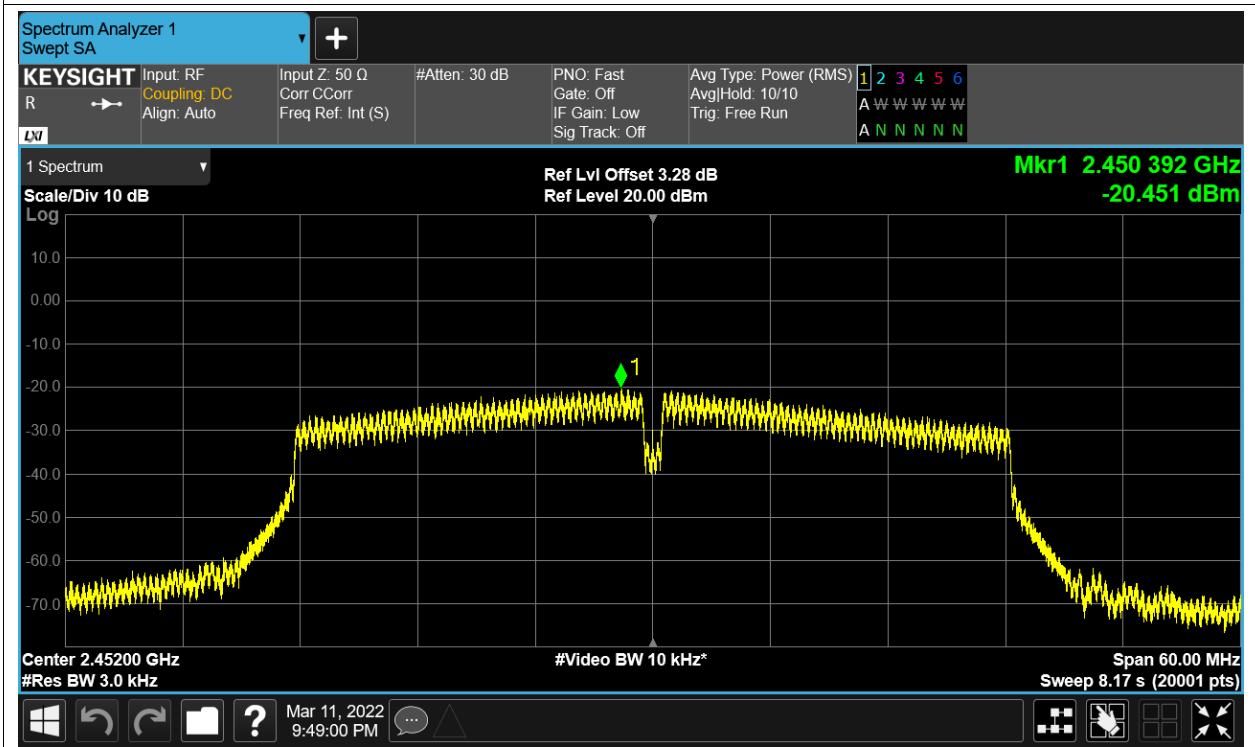 Spectrum Analyzer 1
Swept SA
KEYSIGHT
R
LXI
Input: RF
Coupling: DC
Align: Auto
Input Z: 50 Ω
Corr CCorr
Freq Ref: Int (S)
#Atten: 30 dB
PNO: Fast
Gate: Off
IF Gain: Low
Sig Track: Off
Avg Type: Power (RMS)
Avg|Hold: 10/10
Trig: Free Run
1 2 3 4 5 6
A W W W W W
A N N N N N
1 Spectrum
Scale/Div 10 dB
Log
Ref Lvl Offset 3.28 dB
Ref Level 20.00 dBm
Mkr1 2.450 392 GHz
-20.451 dBm
10.0
0.00
-10.0
-20.0
-30.0
-40.0
-50.0
-60.0
-70.0
1
Center 2.45200 GHz
#Res BW 3.0 kHz
#Video BW 10 kHz*
Span 60.00 MHz
Sweep 8.17 s (20001 pts)
?
Mar 11, 2022
9:49:00 PM